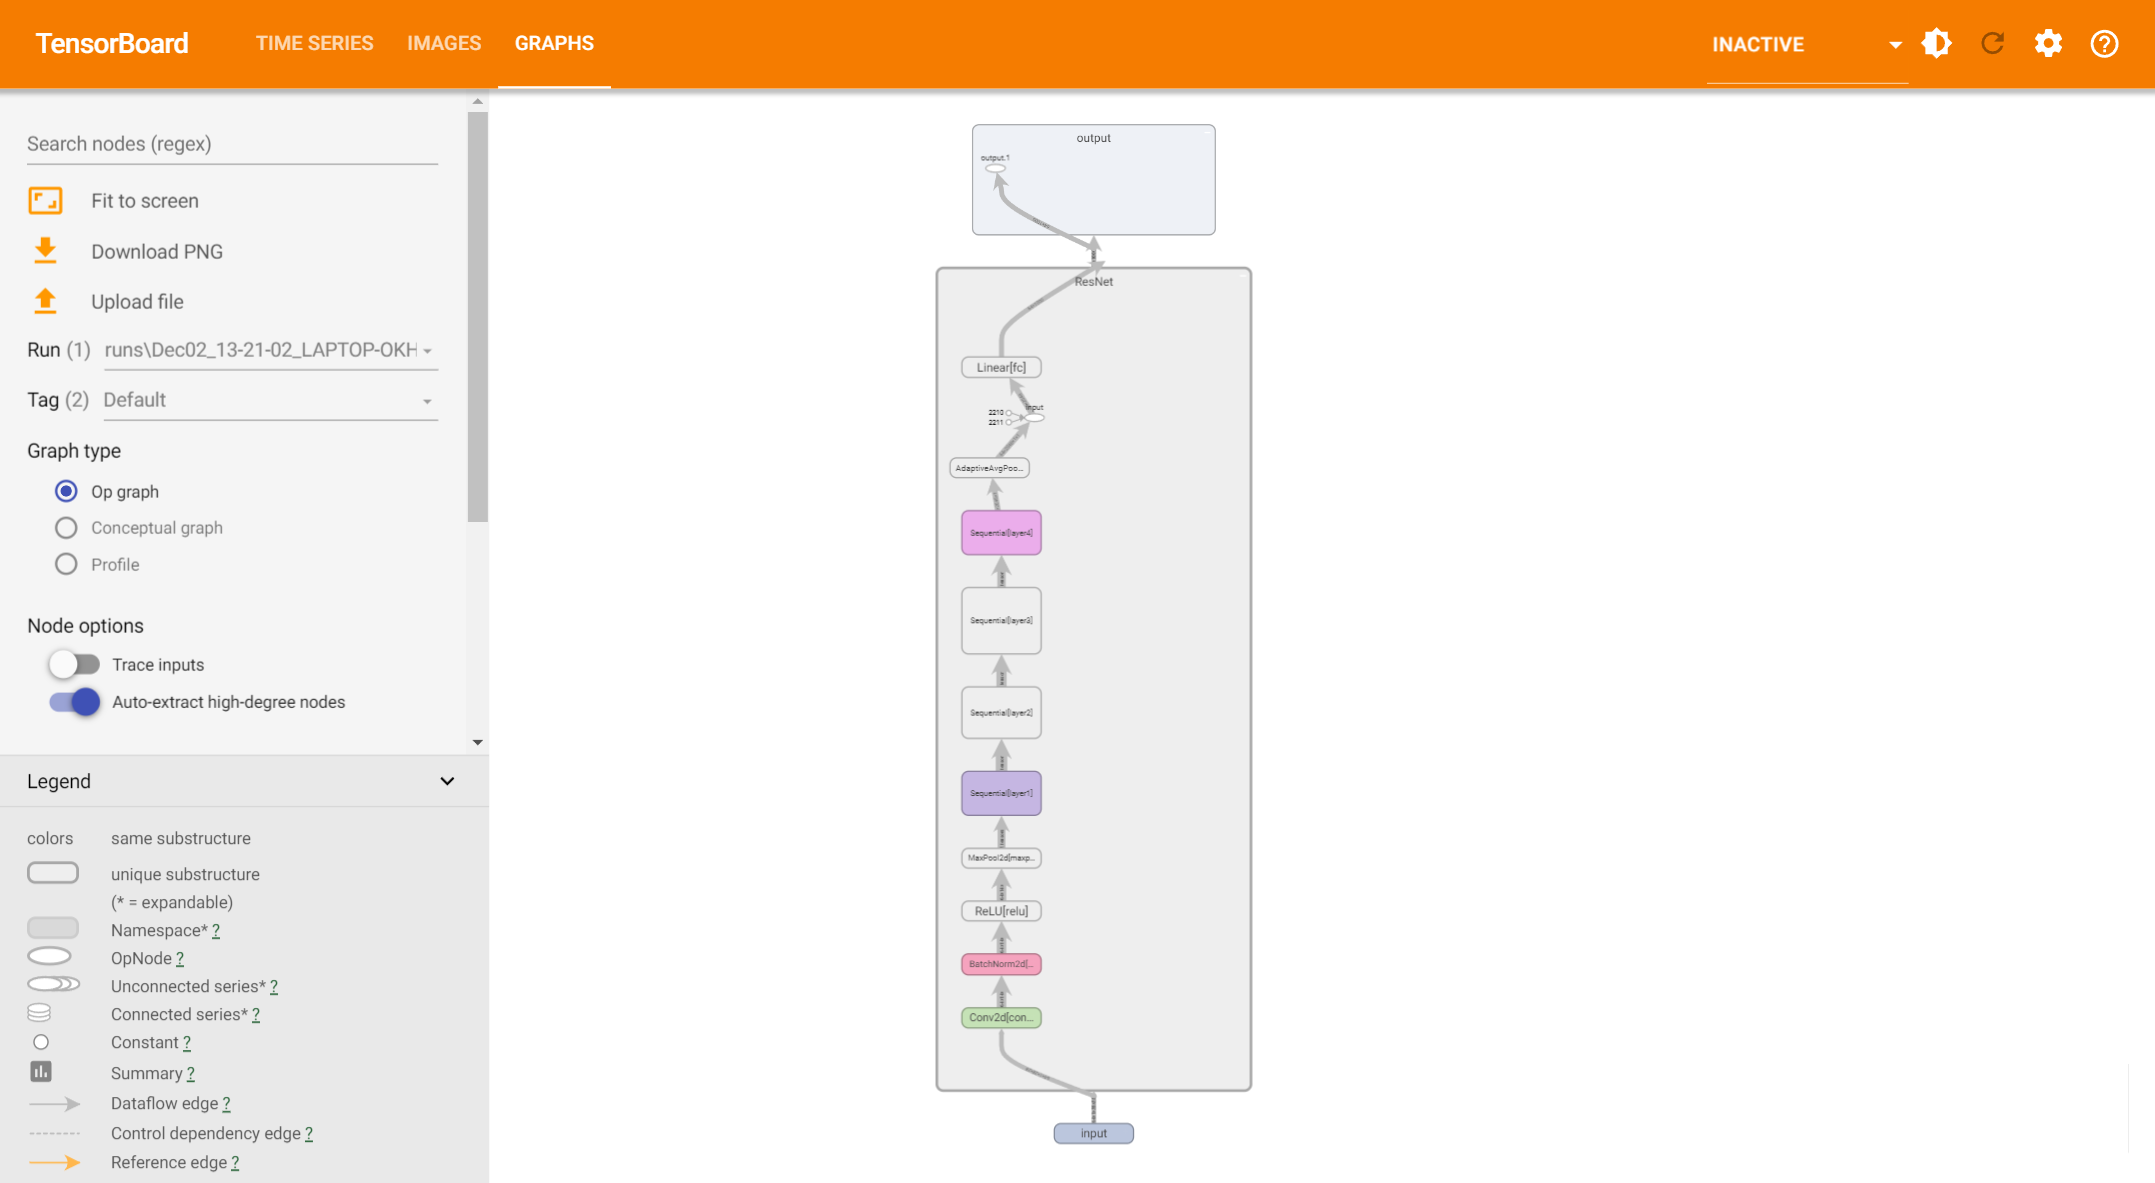 TensorBoard
TIME SERIES
IMAGES
GRAPHS
INACTIVE
Search nodes (regex)
Fit to screen
Download PNG
Upload file
Run (1) runs\Dec02_13-21-02_LAPTOP-OKH
Tag (2) Default
Graph type
Op graph
Conceptual graph
Profile
Node options
Trace inputs
Auto-extract high-degree nodes
Legend
colors same substructure
unique substructure
(* = expandable)
Namespace* ?
OpNode ?
Unconnected series* ?
Connected series* ?
Constant ?
Summary ?
Dataflow edge ?
Control dependency edge ?
Reference edge ?
output
output.1
ResNet
Linear[fc]
input
2210
2211
AdaptiveAvgPoo...
Sequential[layer4]
Sequential[layer3]
Sequential[layer2]
Sequential[layer1]
MaxPool2d[maxp...
ReLU[relu]
BatchNorm2d[...
Conv2d[con...
input